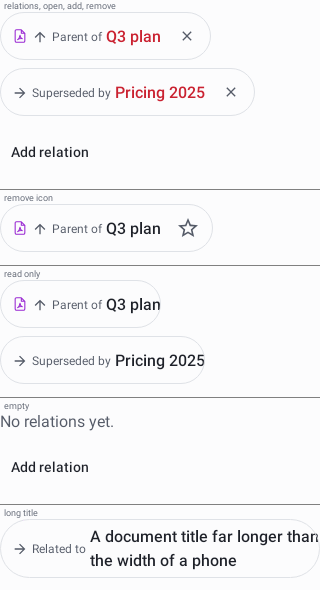 relations, open, add, remove
Parent of Q3 plan
Superseded by Pricing 2025
Add relation
remove icon
Parent of Q3 plan
read only
Parent of Q3 plan
Superseded by Pricing 2025
empty
No relations yet.
Add relation
long title
Related to A document title far longer than
the width of a phone